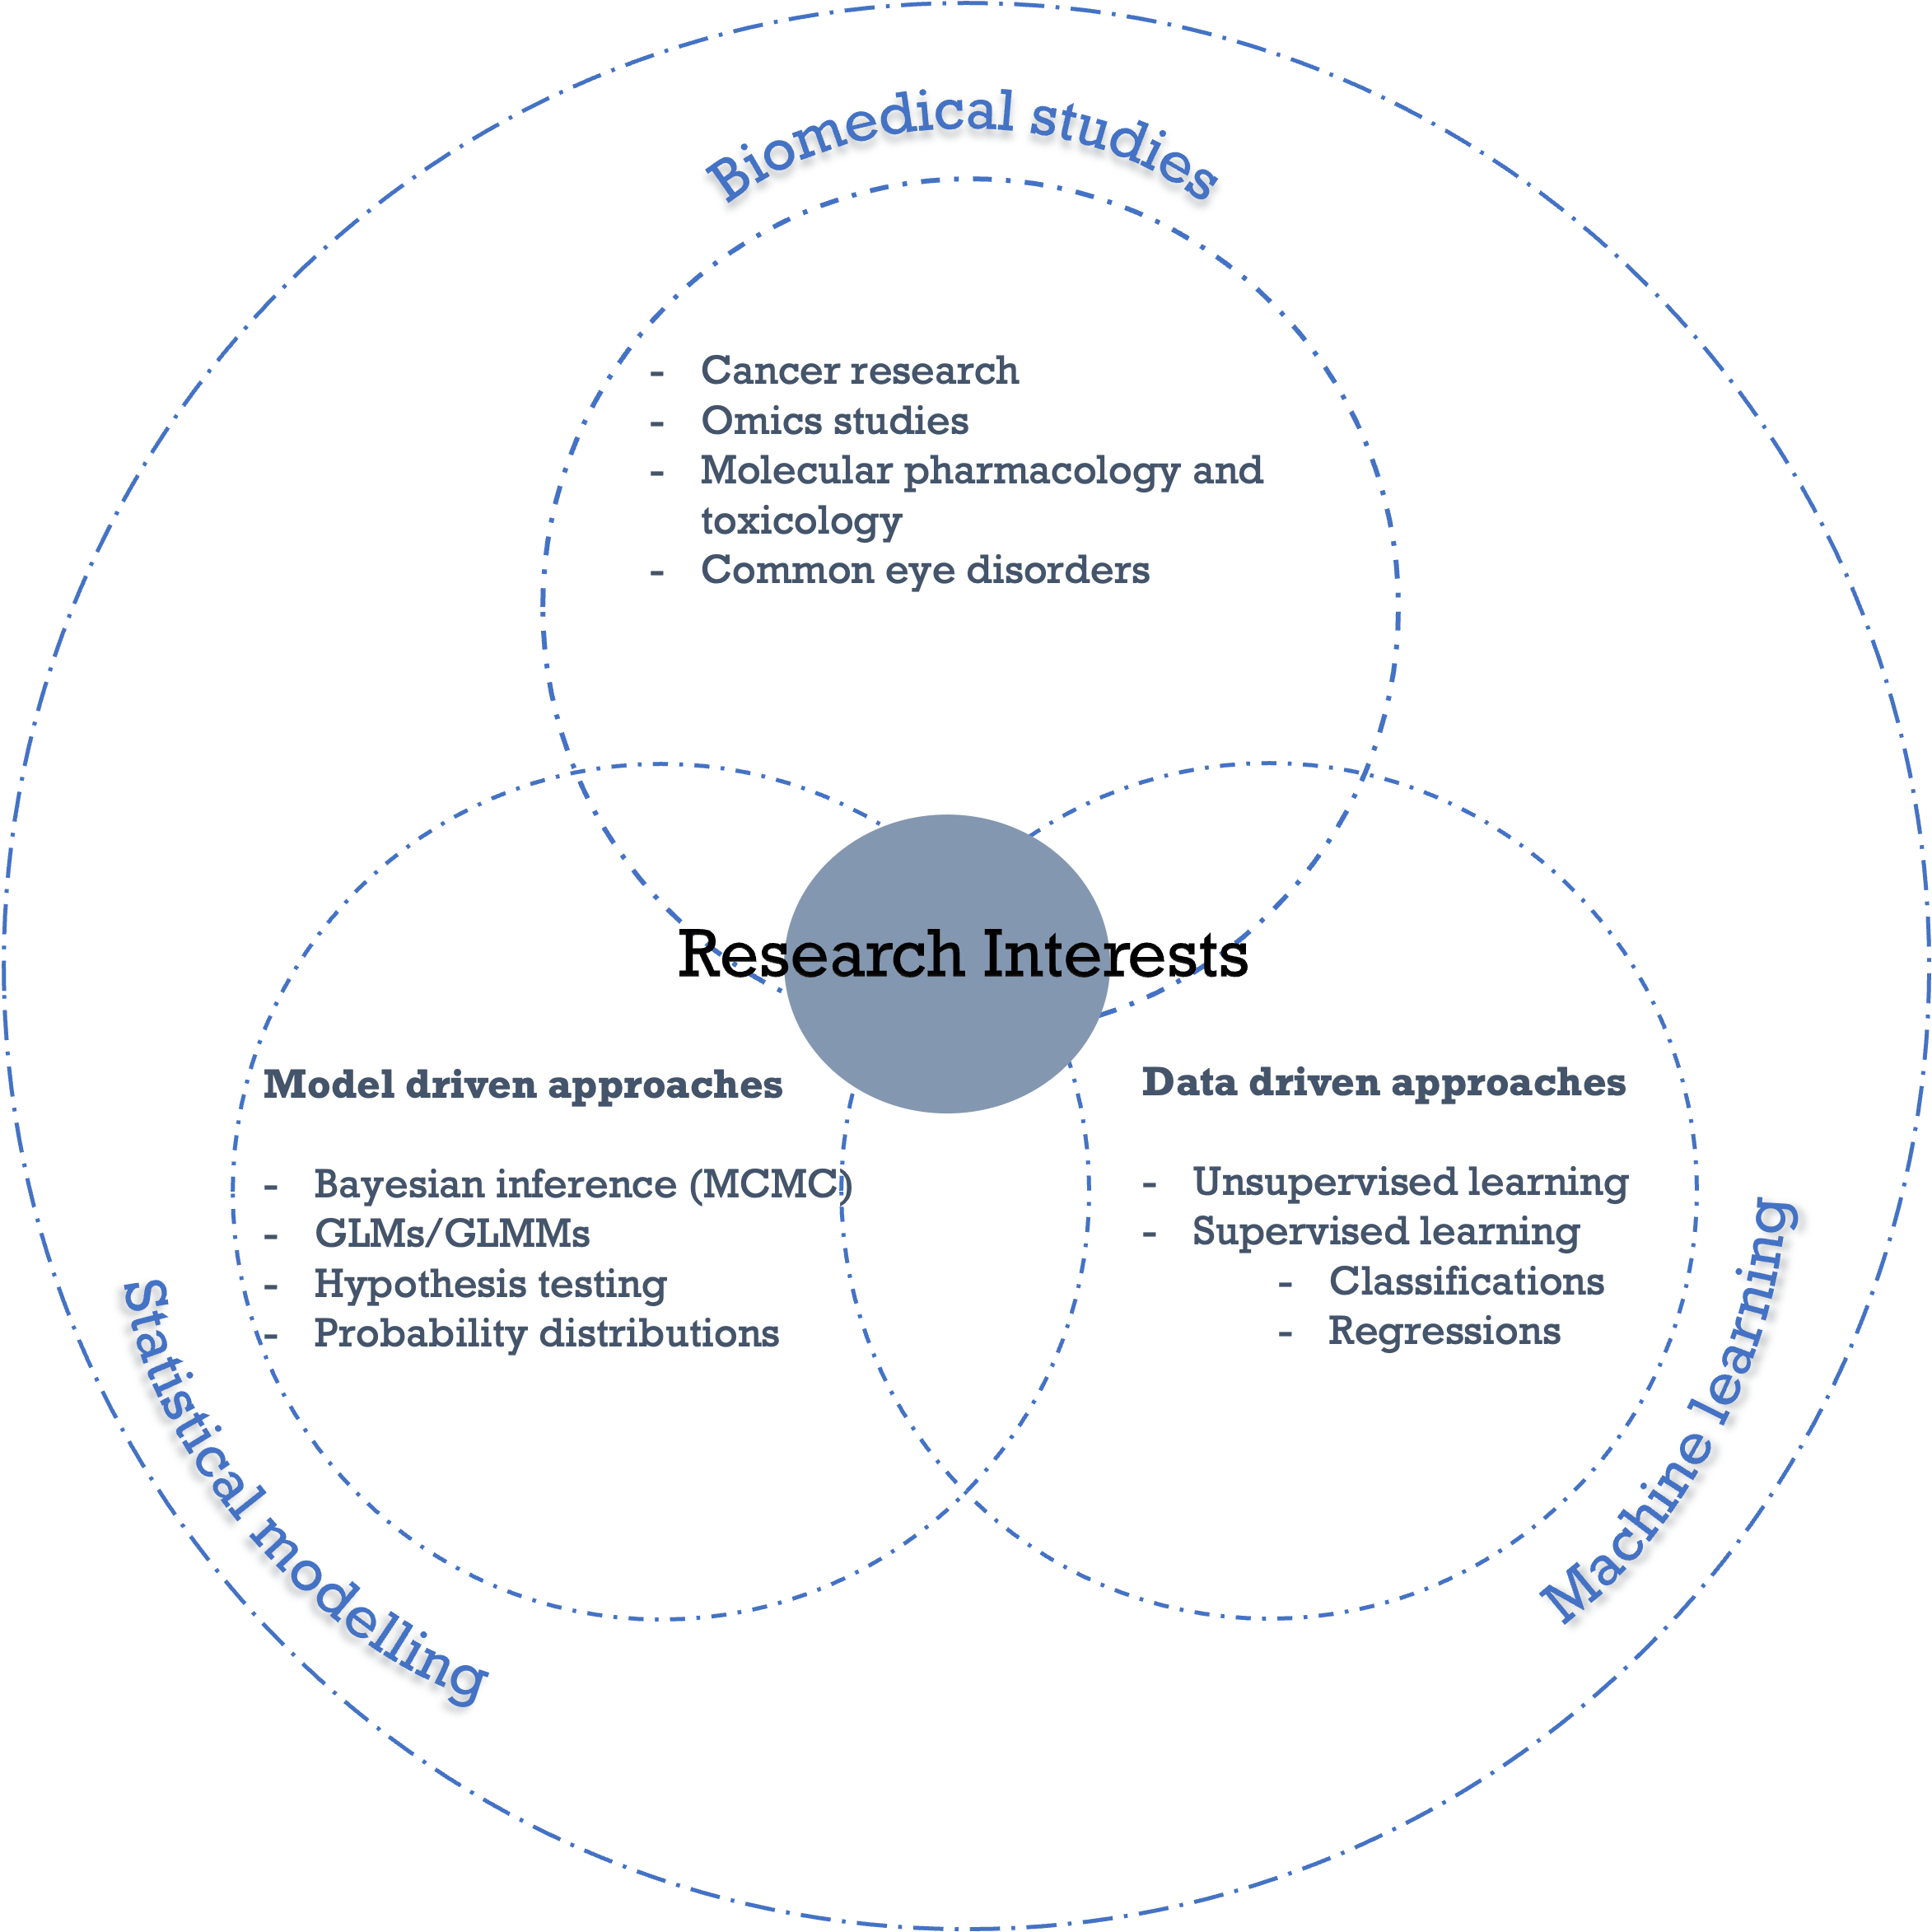 Biomedical studies
- Cancer research
- Omics studies
- Molecular pharmacology and
toxicology
- Common eye disorders
Research Interests
Model driven approaches
- Bayesian inference (MCMC)
- GLMs/GLMMs
- Hypothesis testing
- Probability distributions
Statistical modelling
Data driven approaches
- Unsupervised learning
- Supervised learning
- Classifications
- Regressions
Machine learning